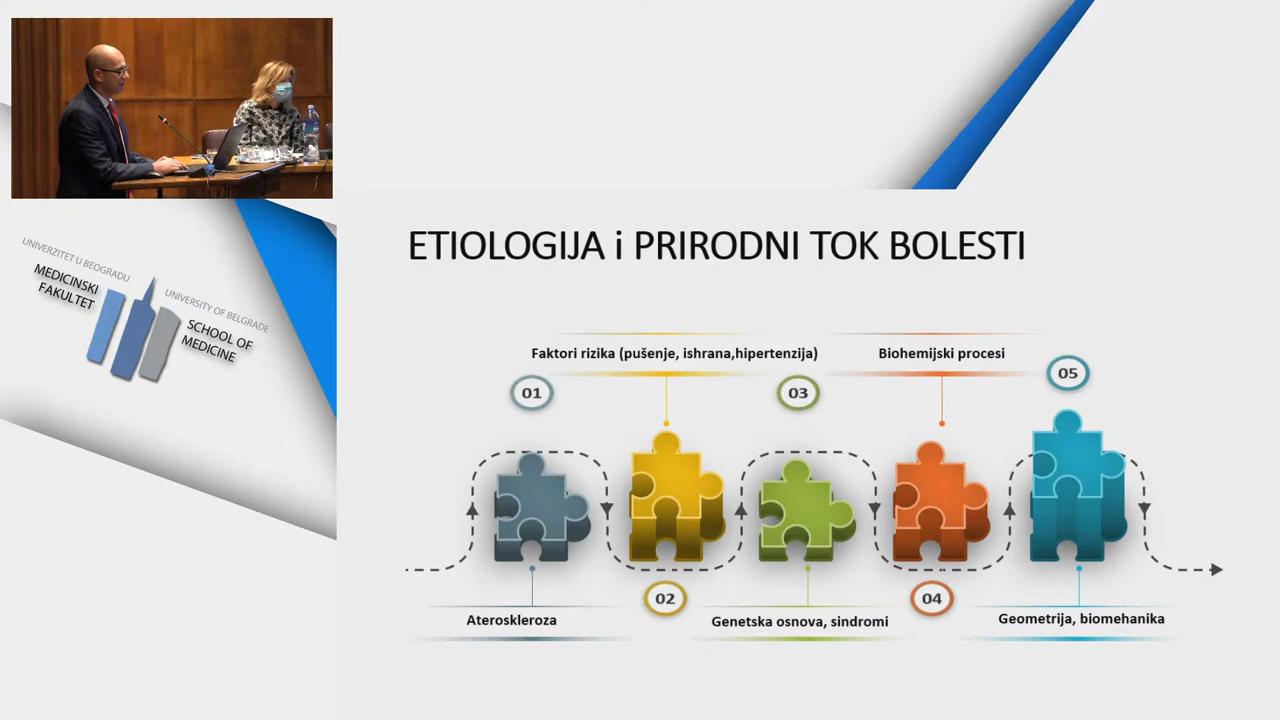 UNIVERZITET U BEOGRADU
MEDICINSKI
FAKULTET
UNIVERSITY OF BELGRADE
SCHOOL OF
MEDICINE
ETIOLOGIJA i PRIRODNI TOK BOLESTI
Faktori rizika (pušenje, ishrana,hipertenzija)
Biohemijski procesi
01
03
05
02
04
Ateroskleroza
Genetska osnova, sindromi
Geometrija, biomehanika